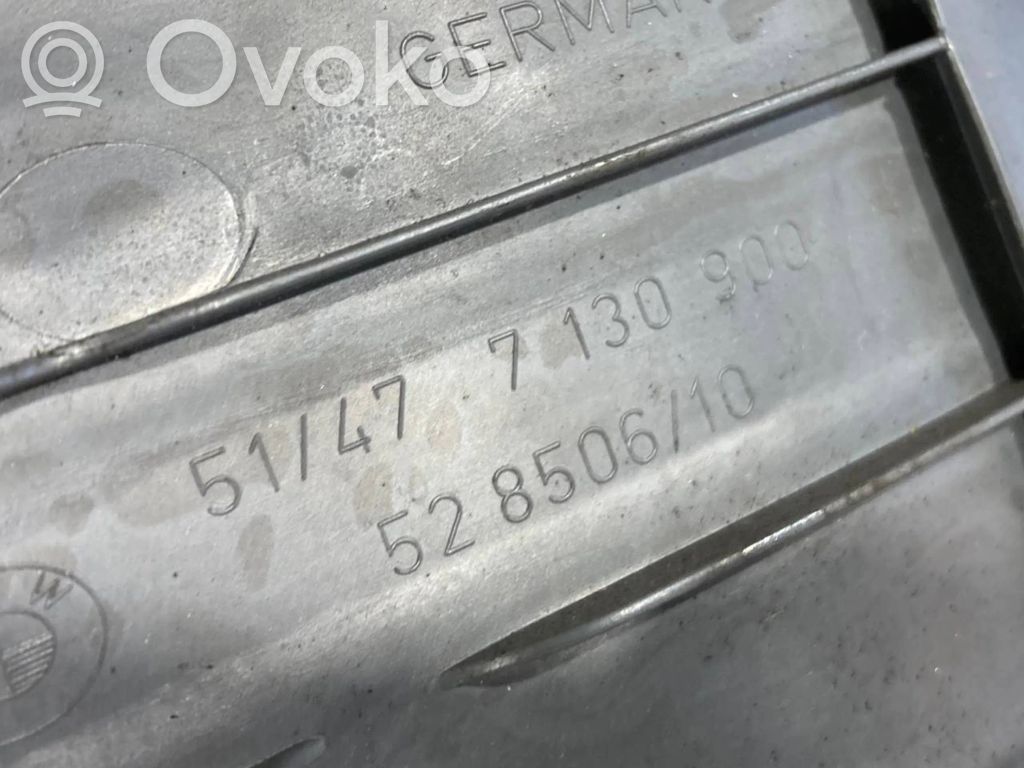 Ovoko
GERMAN
51/47 7 130 900
52 8506/10
W